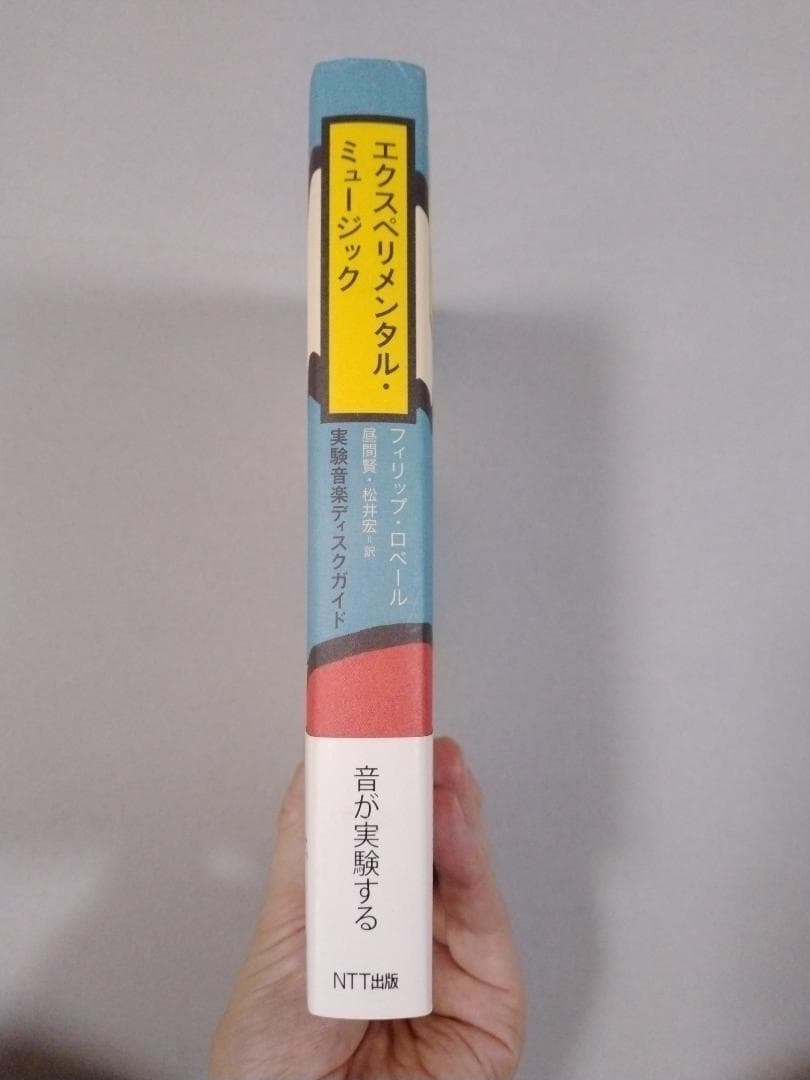 エクスペリメンタル・
ミュージック
フィリップ・ロベール
昼間賢・松井宏=訳
実験音楽ディスクガイド
音が実験する
NTT出版